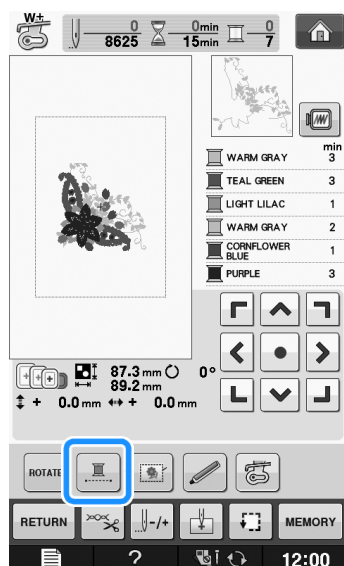 W+
0
8625
0min
15min
0
7
min
WARM GRAY 3
TEAL GREEN 3
LIGHT LILAC 1
WARM GRAY 2
CORNFLOWER
BLUE 1
PURPLE 3
87.3 mm 0°
89.2 mm
+ 0.0 mm + 0.0 mm
ROTATE
RETURN -/+ MEMORY
? 12:00